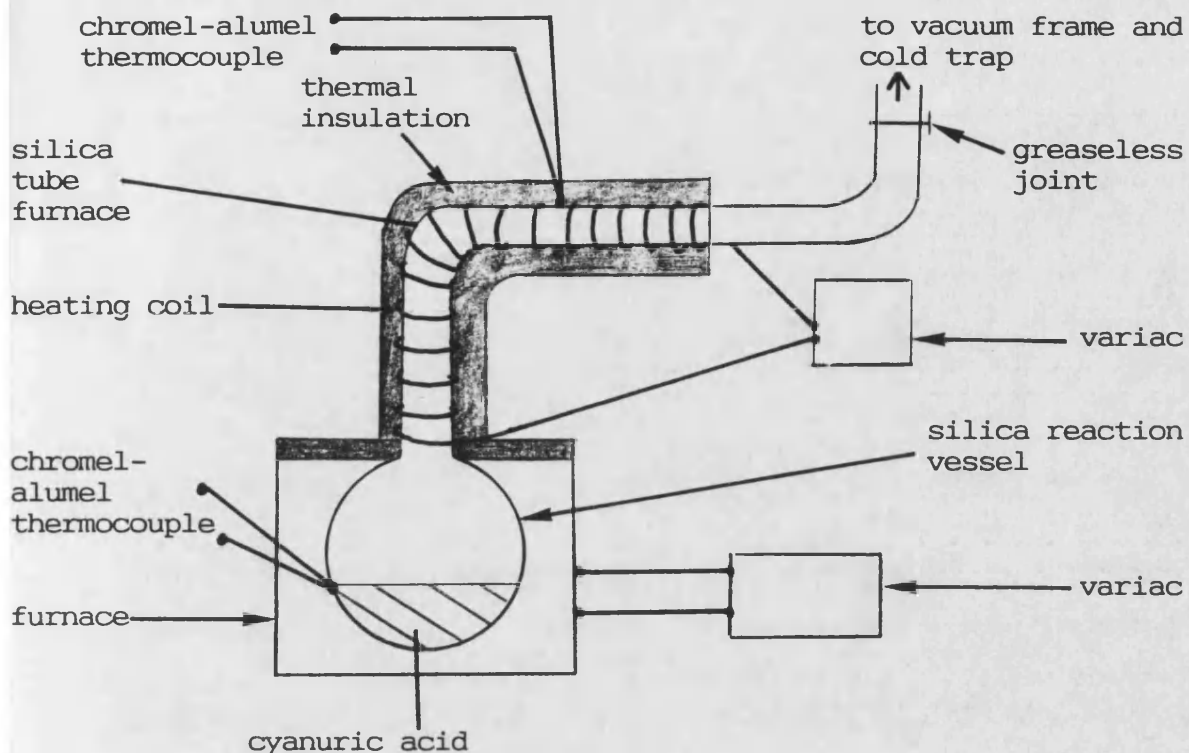 chromel-alumel
thermocouple
to vacuum frame and
cold trap
thermal
insulation
silica
tube
furnace
greaseless
joint
heating coil
variac
silica reaction
vessel
chromel-
alumel
thermocouple
furnace
variac
cyanuric acid